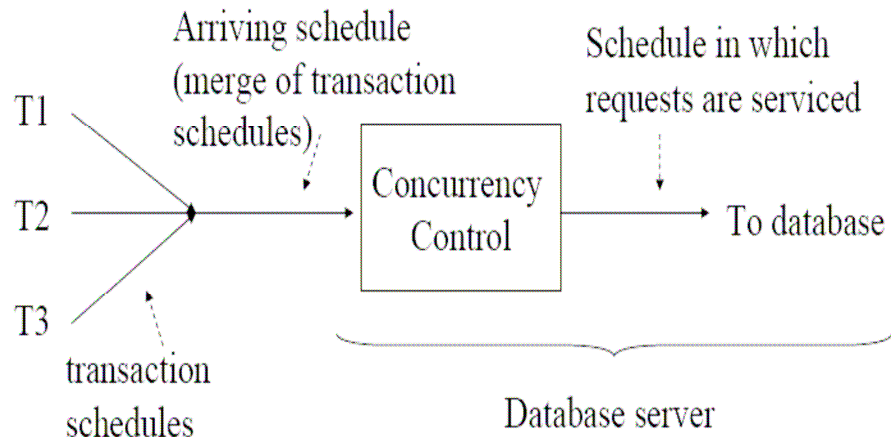 Arriving schedule
(merge of transaction
schedules)
Schedule in which
requests are serviced
T1
T2
T3
Concurrency
Control
To database
transaction
schedules
Database server